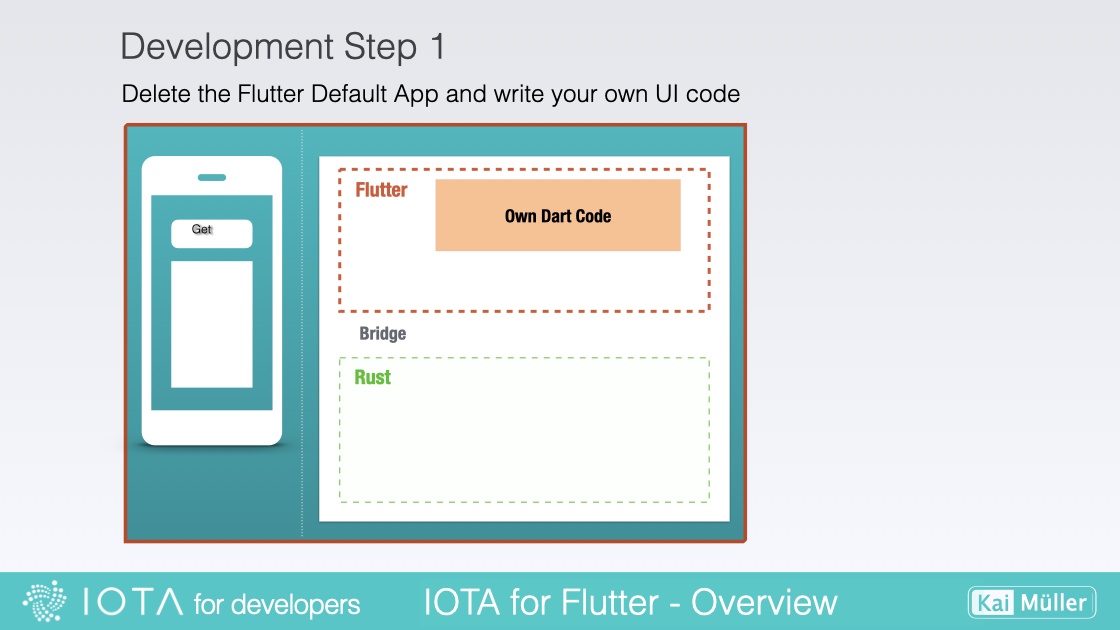 Development Step 1
Delete the Flutter Default App and write your own UI code
Get
Flutter
Own Dart Code
Bridge
Rust
IOTA for developers
IOTA for Flutter - Overview
Kai Müller